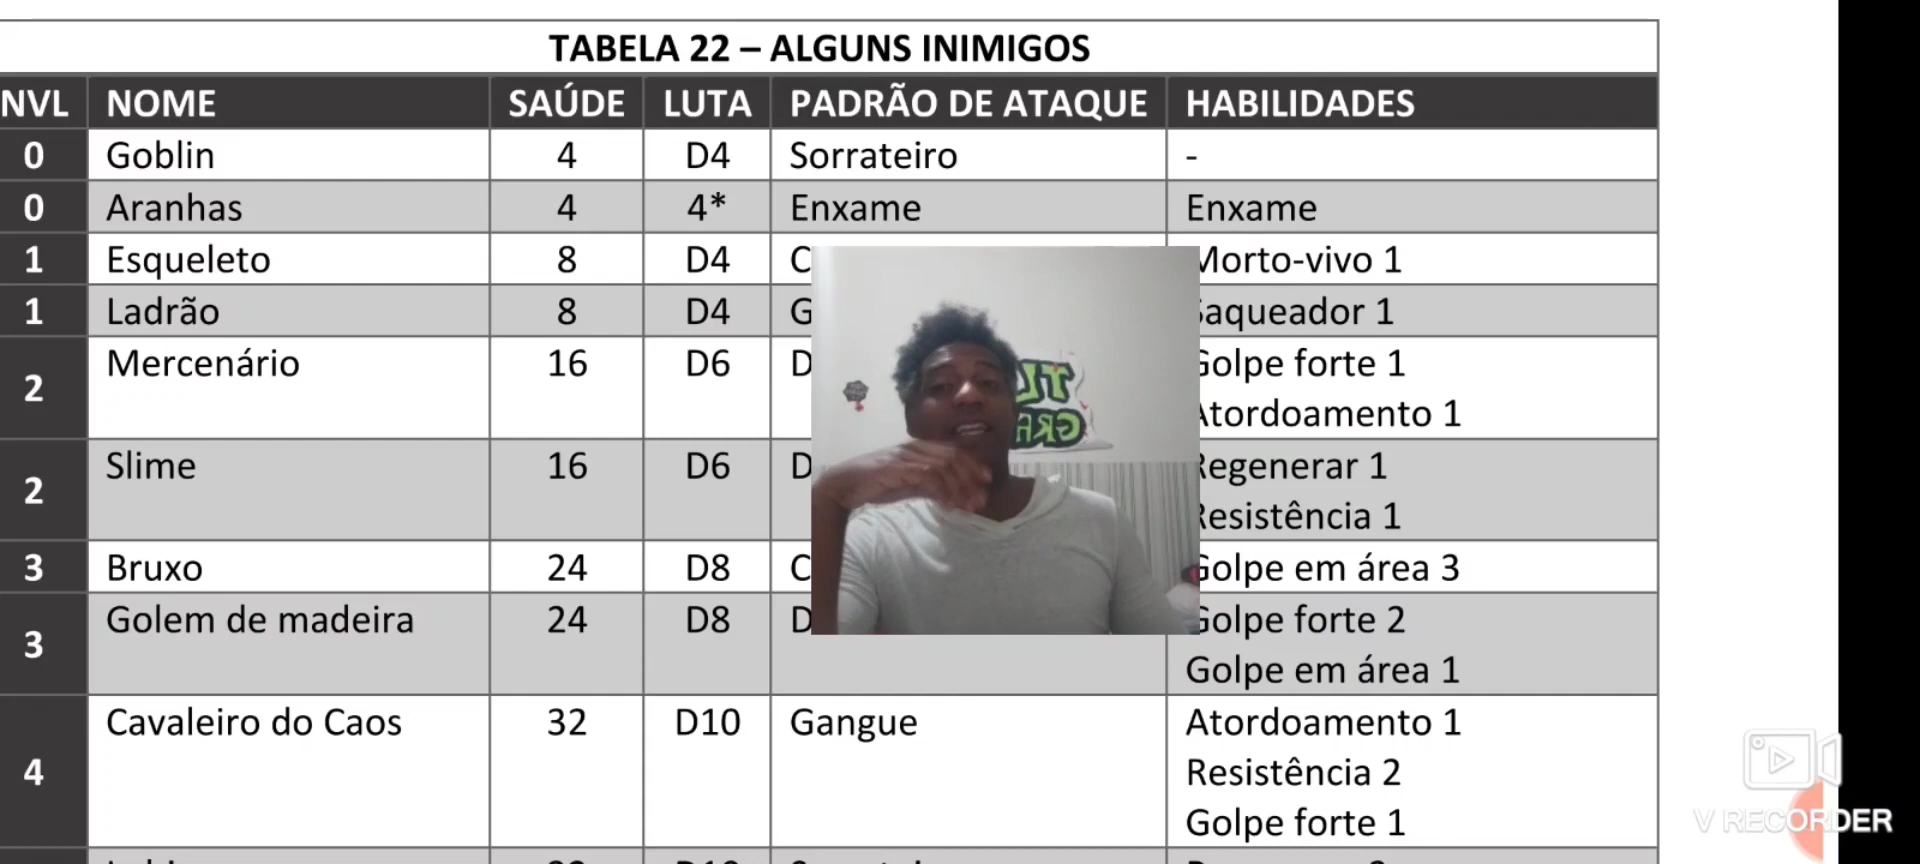 TABELA 22 – ALGUNS INIMIGOS
NVL NOME SAÚDE LUTA PADRÃO DE ATAQUE HABILIDADES
0 Goblin 4 D4 Sorrateiro -
0 Aranhas 4 4* Enxame Enxame
1 Esqueleto 8 D4 Morto-vivo 1
1 Ladrão 8 D4 Saqueador 1
2 Mercenário 16 D6 Golpe forte 1
Atordoamento 1
2 Slime 16 D6 Regenerar 1
Resistência 1
3 Bruxo 24 D8 Golpe em área 3
3 Golem de madeira 24 D8 Golpe forte 2
Golpe em área 1
4 Cavaleiro do Caos 32 D10 Gangue Atordoamento 1
Resistência 2
Golpe forte 1
V RECORDER